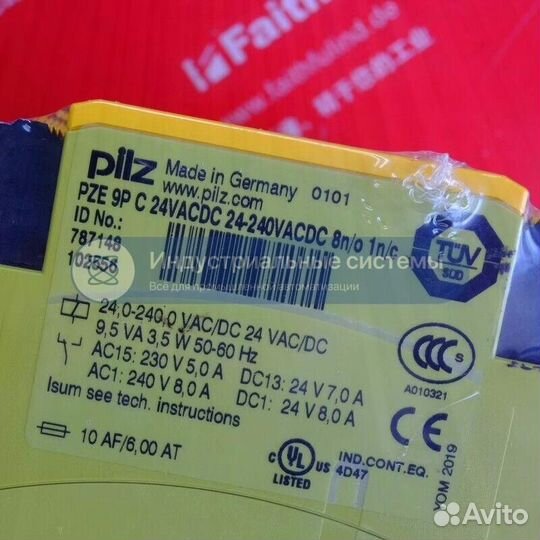 Faith
www.faithfulind.de
pilz Made in Germany 0101
www.pilz.com
PZE 9P C 24VACDC 24-240VACDC 8n/o 1n/c
ID No.:
787148
102656
Индустриальные системы
Всё для промышленной автоматизации
TÜV
SÜD
24,0-240,0 VAC/DC 24 VAC/DC
9,5 VA 3,5 W 50-60 Hz
AC15: 230 V 5,0 A DC13: 24 V 7,0 A
AC1: 240 V 8,0 A DC1: 24 V 8,0 A
Isum see tech. instructions
10 AF/6,00 AT
CCC S
A010321
CE
YOM 2019
C UL US
LISTED
IND.CONT.EQ.
4D47
Avito